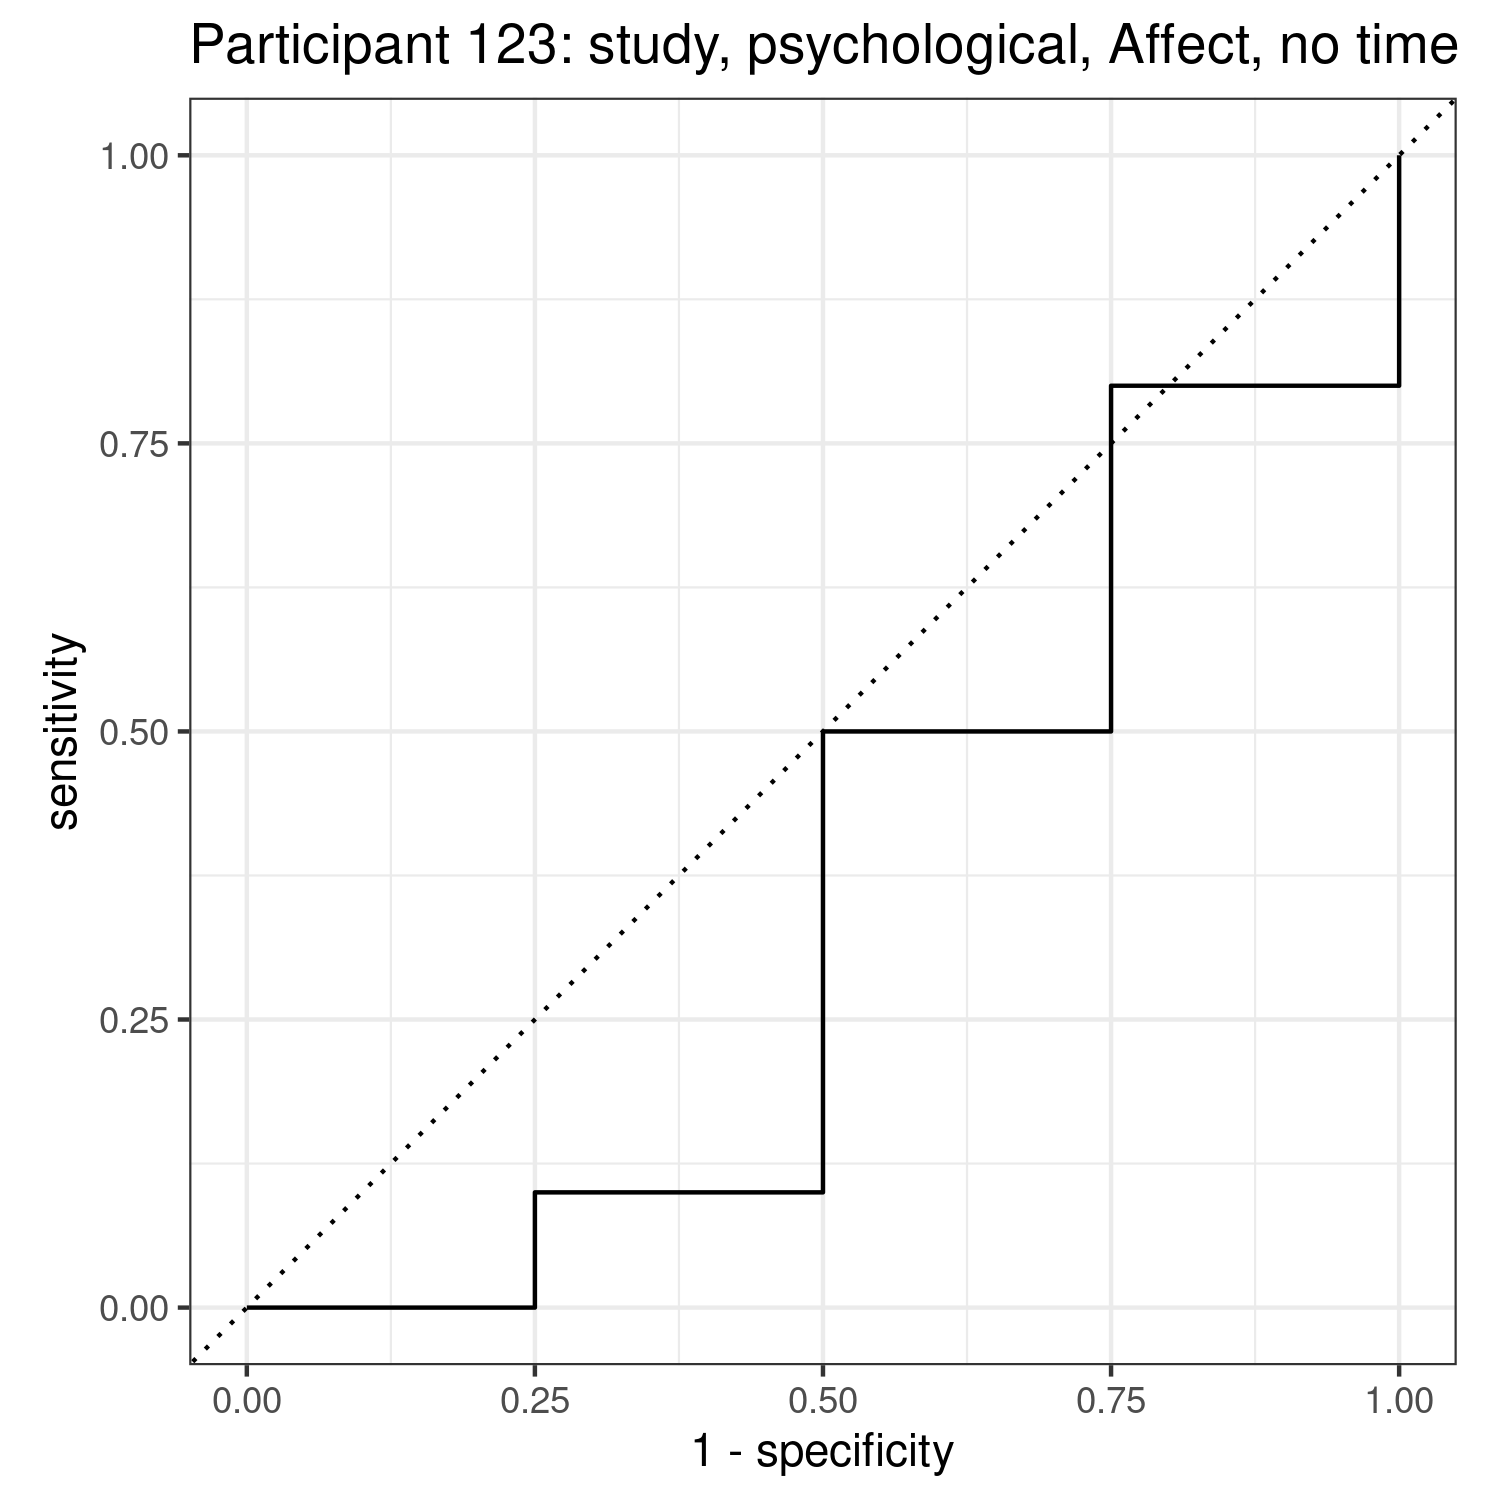 Participant 123: study, psychological, Affect, no time
1.00
0.75
0.50
0.25
0.00
sensitivity
0.00 0.25 0.50 0.75 1.00
1 - specificity